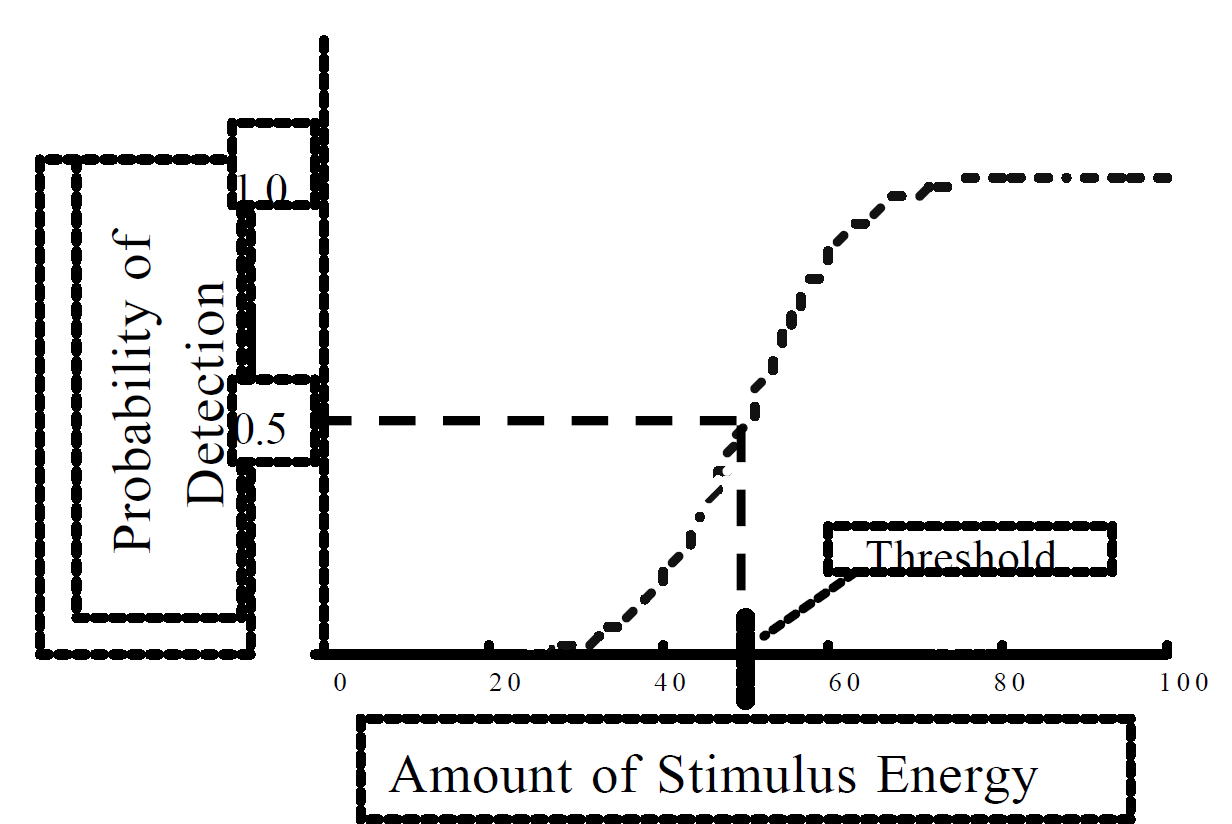 1.0
Probability of
Detection
0.5
Threshold
0 20 40 60 80 100
Amount of Stimulus Energy